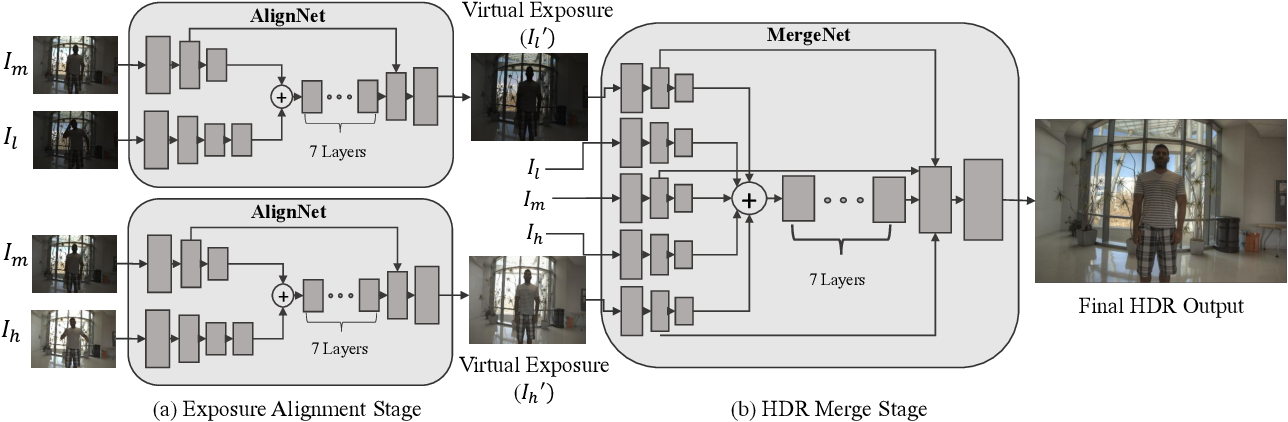 AlignNet
I_m
I_l
7 Layers
Virtual Exposure
(I_l′)
AlignNet
I_m
I_h
7 Layers
Virtual Exposure
(I_h′)
(a) Exposure Alignment Stage
MergeNet
I_l
I_m
I_h
+
+
+
7 Layers
(b) HDR Merge Stage
Final HDR Output